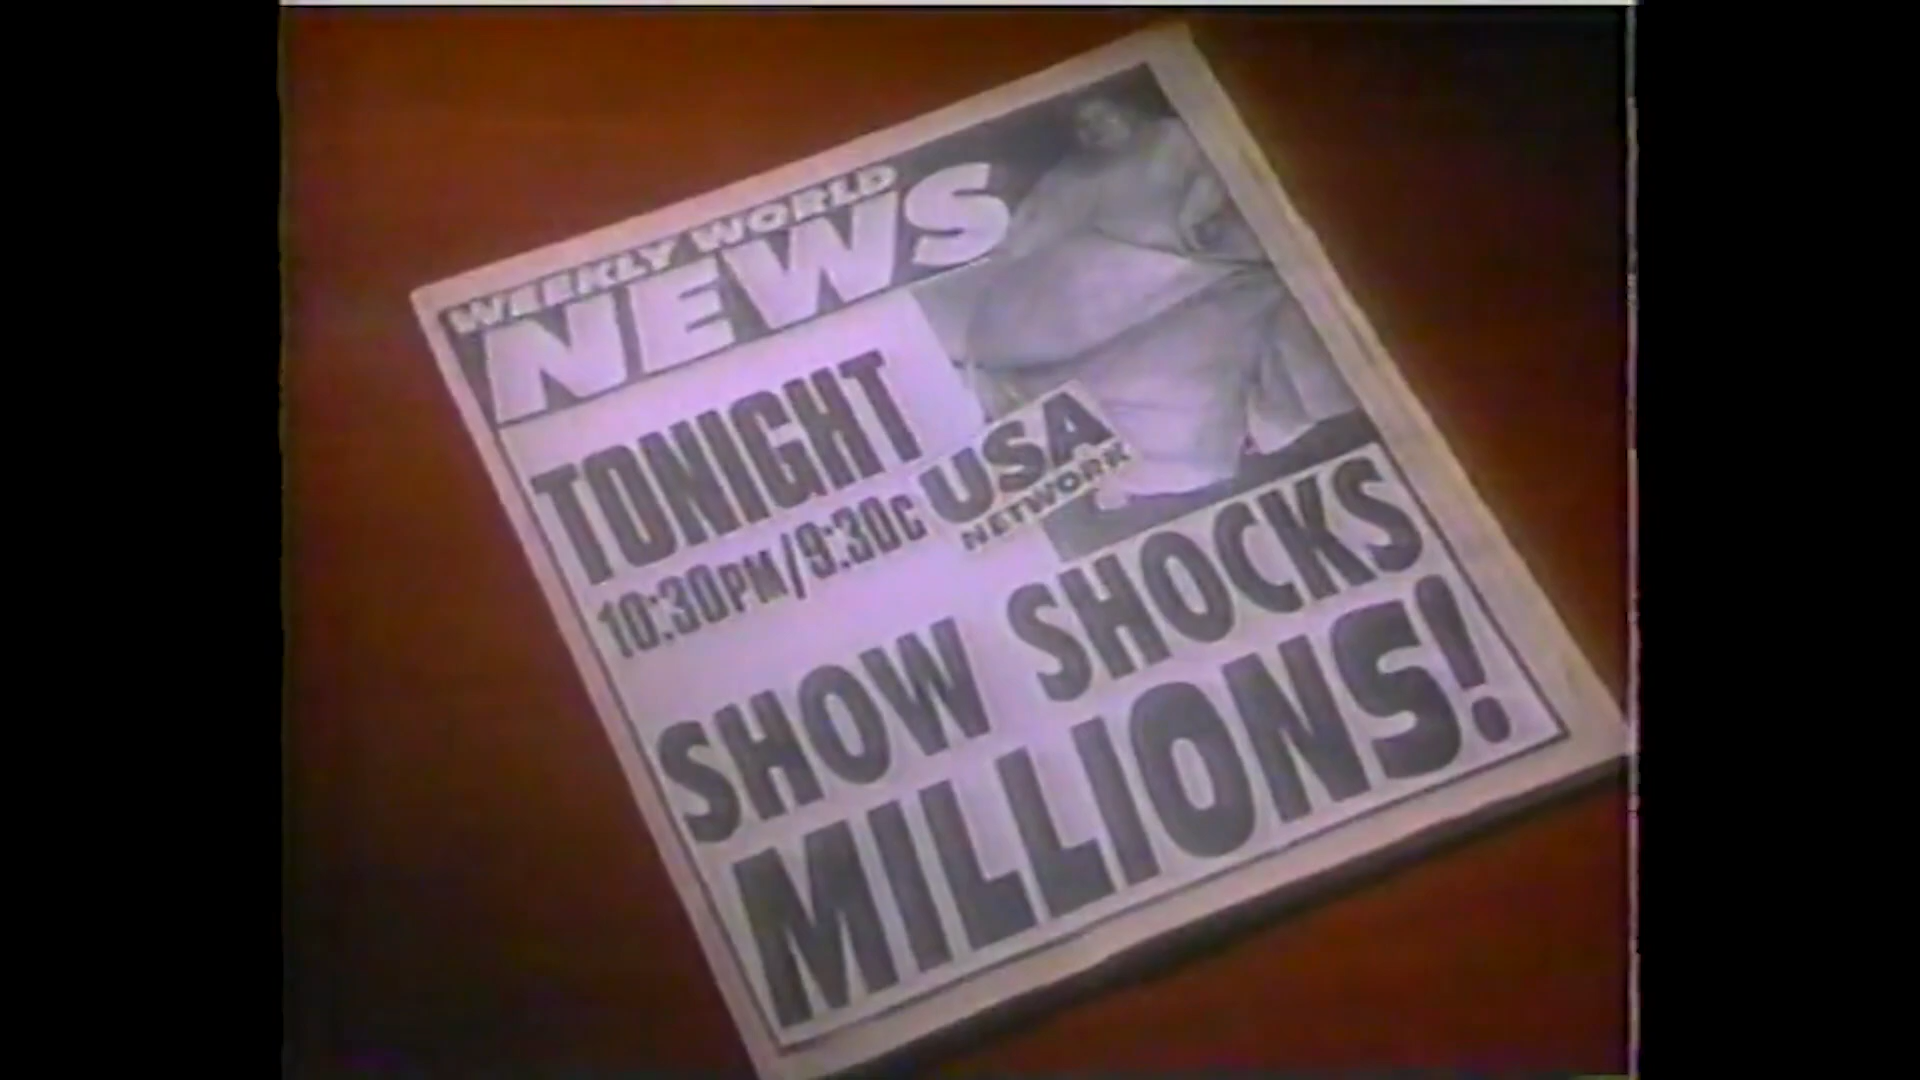 WEEKLY WORLD
NEWS
TONIGHT
10:30PM/9:30C
USA
NETWORK
SHOW SHOCKS
MILLIONS!